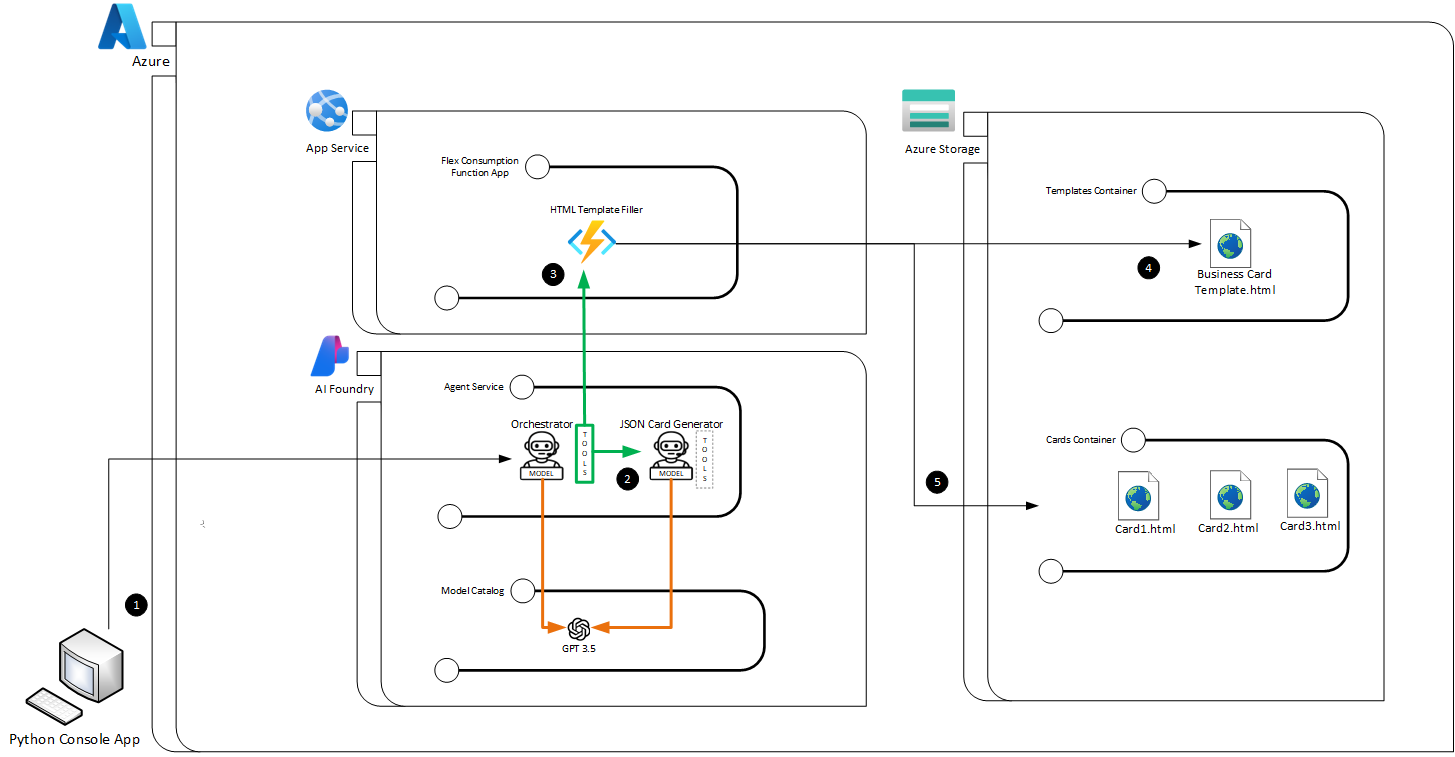 Azure
App Service
Flex Consumption
Function App
HTML Template Filler
3
Azure Storage
Templates Container
4
Business Card
Template.html
AI Foundry
Agent Service
Orchestrator
MODEL
TOOLS
2
JSON Card Generator
MODEL
TOOLS
Cards Container
5
Card1.html
Card2.html
Card3.html
Model Catalog
GPT 3.5
1
Python Console App